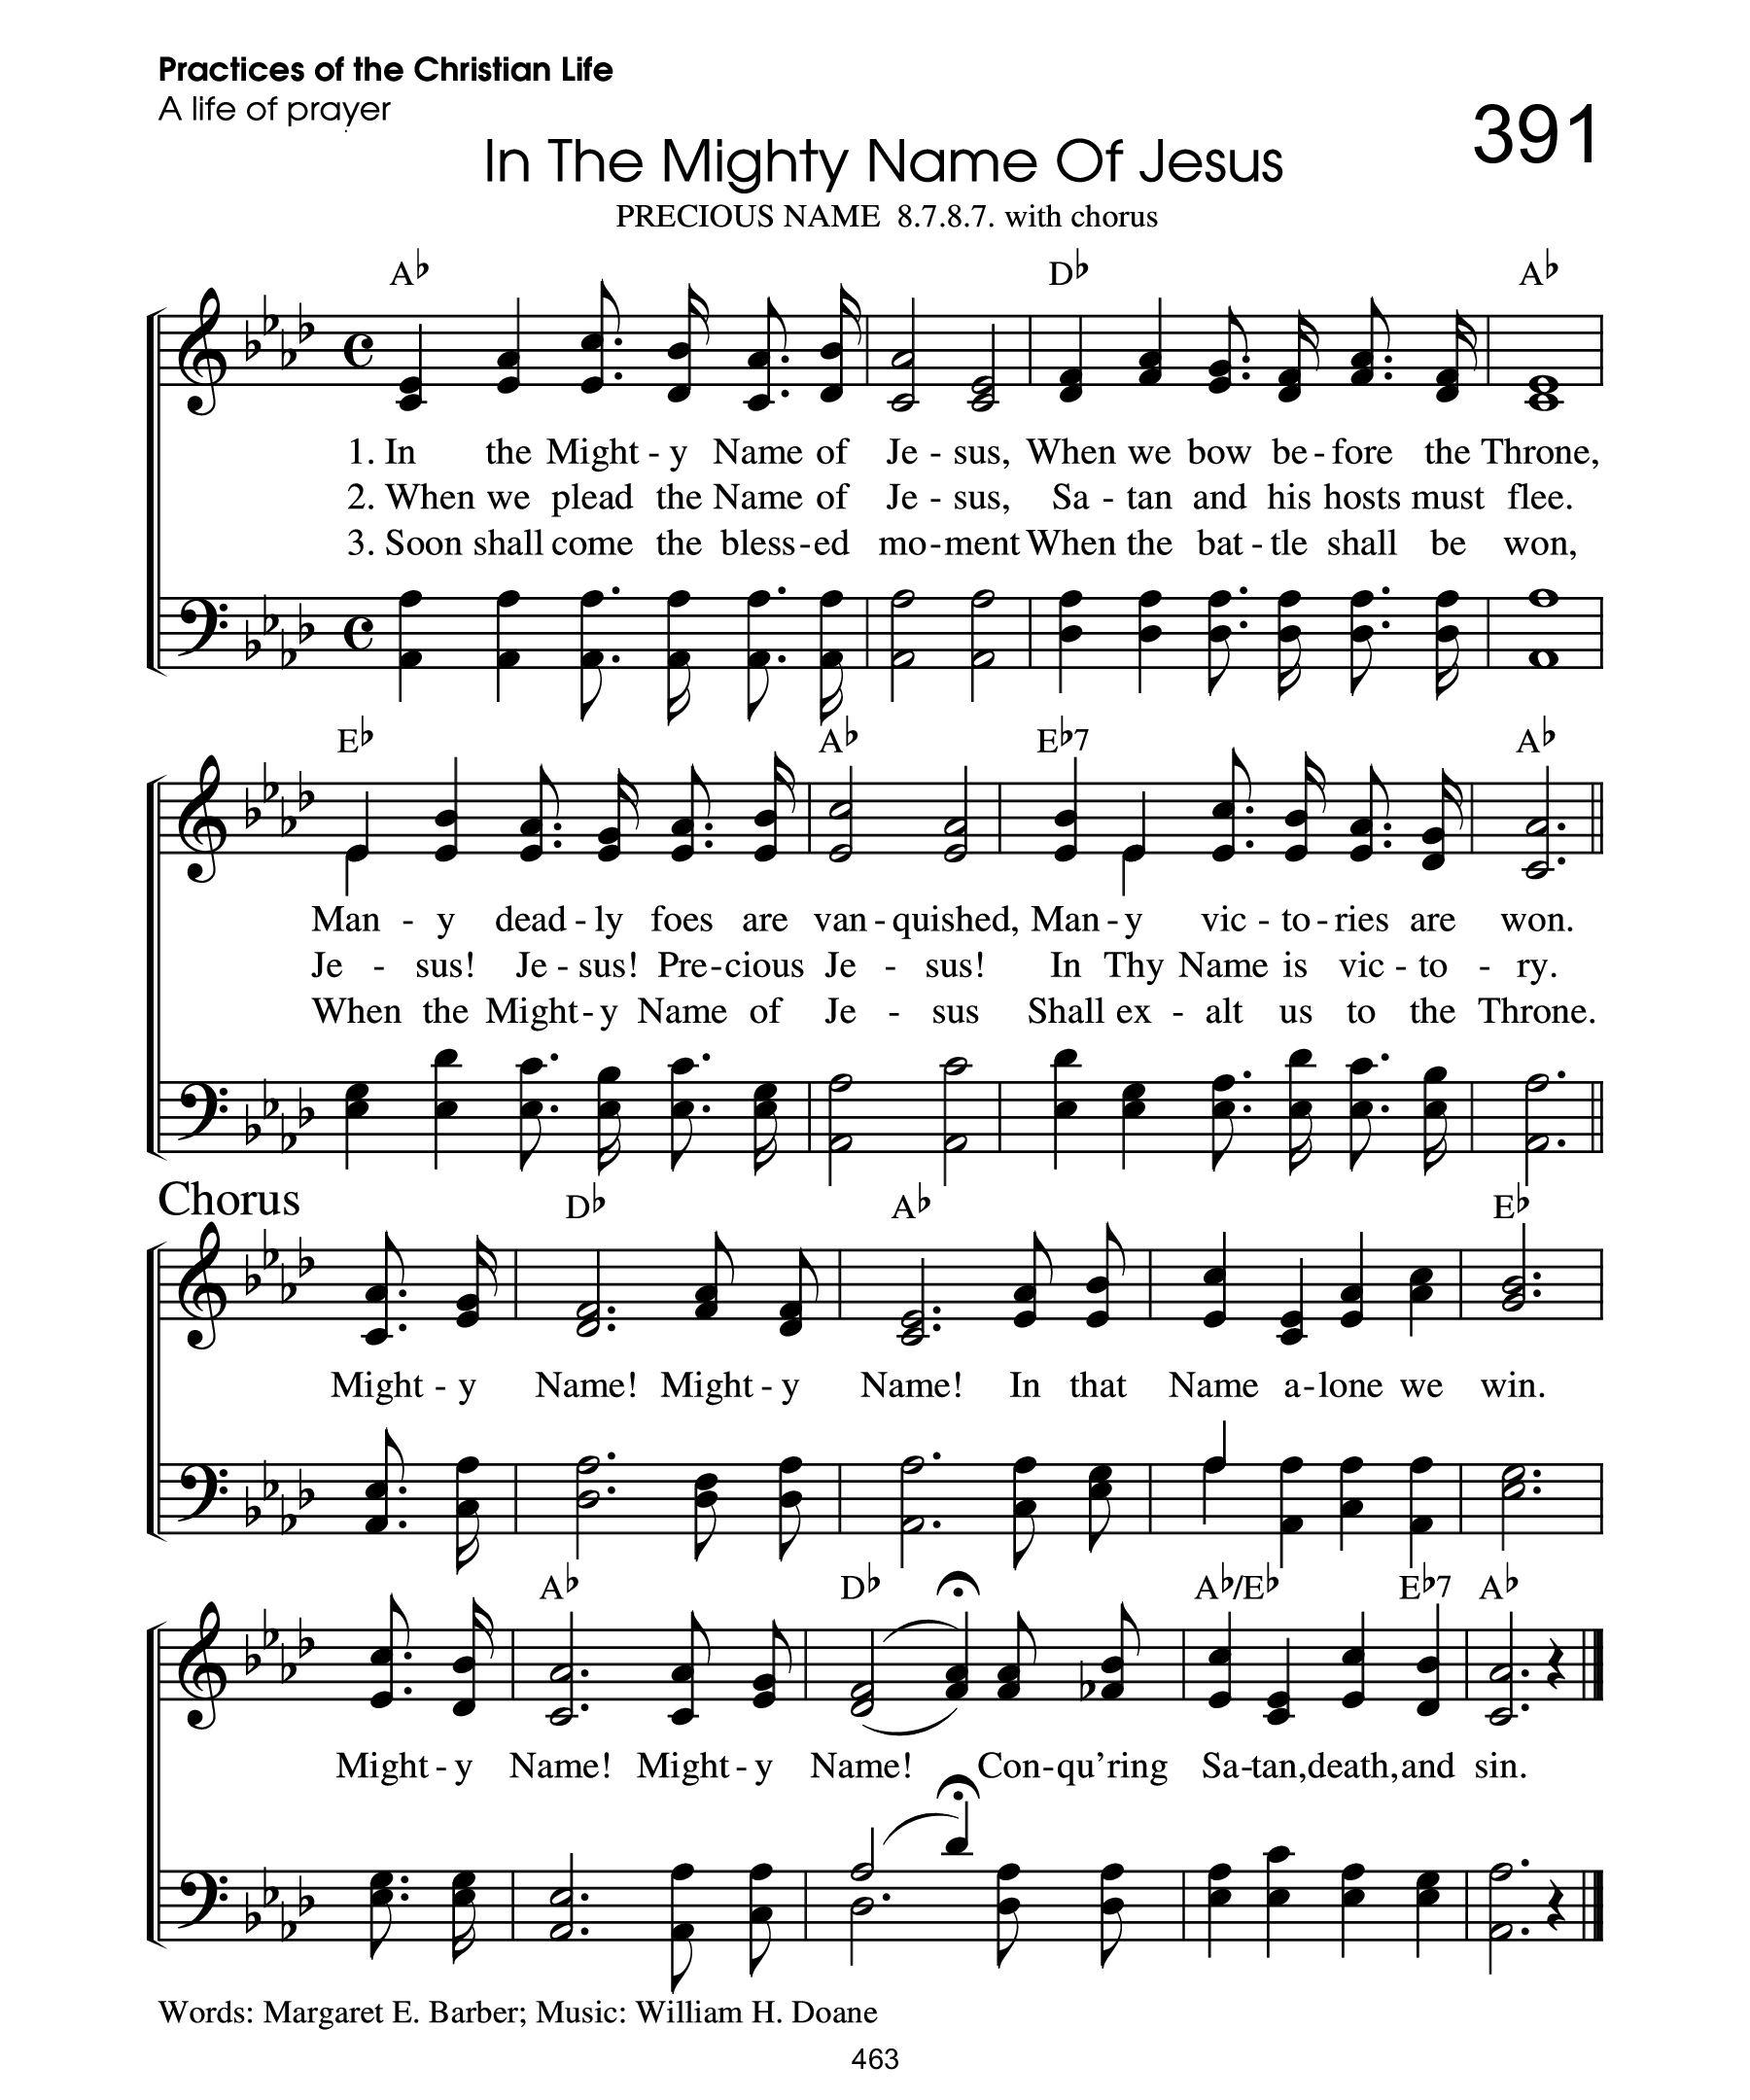 Practices of the Christian Life
A life of prayer
391
In The Mighty Name Of Jesus
PRECIOUS NAME 8.7.8.7. with chorus
A♭ D♭ A♭
1. In the Might - y Name of Je - sus, When we bow be - fore the Throne,
2. When we plead the Name of Je - sus, Sa - tan and his hosts must flee.
3. Soon shall come the bless - ed mo - ment When the bat - tle shall be won,
E♭ A♭ E♭7 A♭
Man - y dead - ly foes are van - quished, Man - y vic - to - ries are won.
Je - sus! Je - sus! Pre - cious Je - sus! In Thy Name is vic - to - ry.
When the Might - y Name of Je - sus Shall ex - alt us to the Throne.
Chorus
D♭ A♭ E♭
Might - y Name! Might - y Name! In that Name a - lone we win.
A♭ D♭ A♭/E♭ E♭7 A♭
Might - y Name! Might - y Name! Con - qu’ring Sa - tan, death, and sin.
Words: Margaret E. Barber; Music: William H. Doane
463